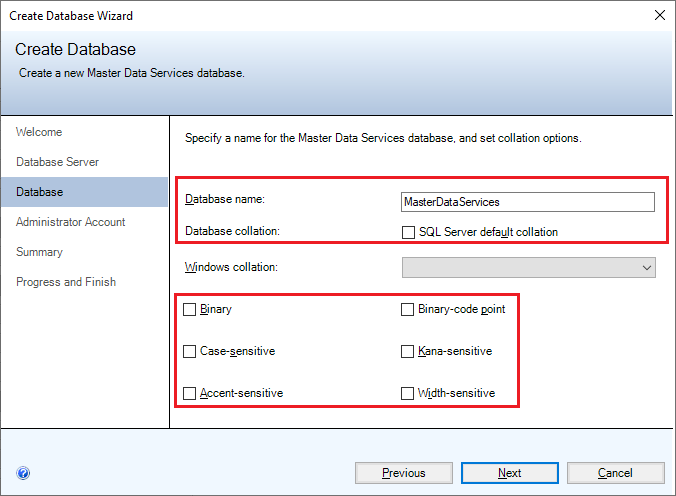 Create Database Wizard
Create Database
Create a new Master Data Services database.
Welcome
Database Server
Database
Administrator Account
Summary
Progress and Finish
Specify a name for the Master Data Services database, and set collation options.
Database name: MasterDataServices
Database collation: SQL Server default collation
Windows collation:
Binary Binary-code point
Case-sensitive Kana-sensitive
Accent-sensitive Width-sensitive
? Previous Next Cancel